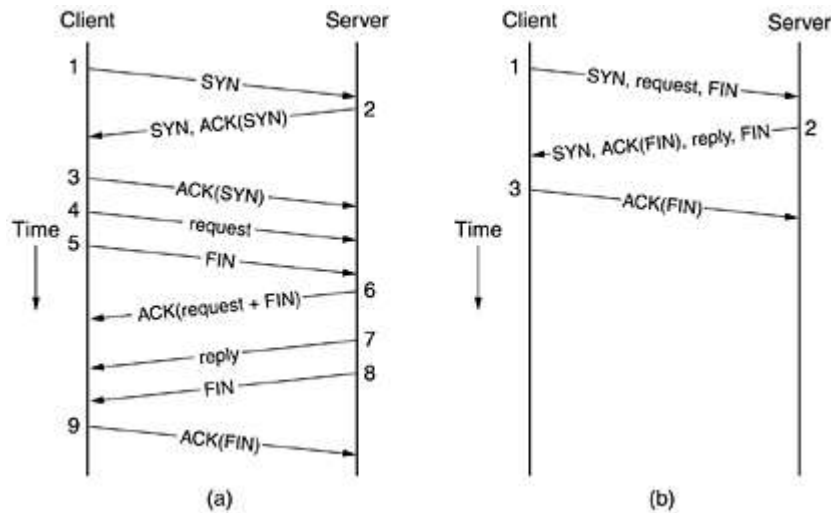 Client
Server
1
SYN
2
SYN, ACK(SYN)
3
ACK(SYN)
4
request
Time
5
FIN
6
ACK(request + FIN)
7
reply
8
FIN
9
ACK(FIN)
(a)
Client
Server
1
SYN, request, FIN
2
SYN, ACK(FIN), reply, FIN
3
ACK(FIN)
Time
(b)